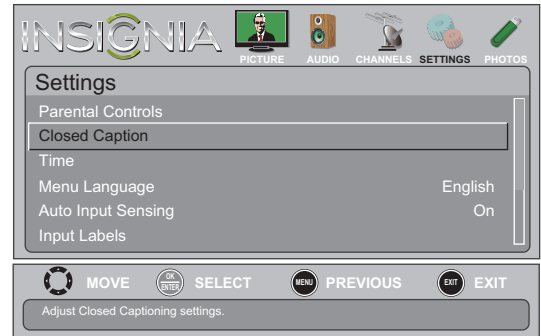 INSIGNIA
PICTURE AUDIO CHANNELS SETTINGS PHOTOS
Settings
Parental Controls
Closed Caption
Time
Menu Language English
Auto Input Sensing On
Input Labels
MOVE OK ENTER SELECT MENU PREVIOUS EXIT EXIT
Adjust Closed Captioning settings.